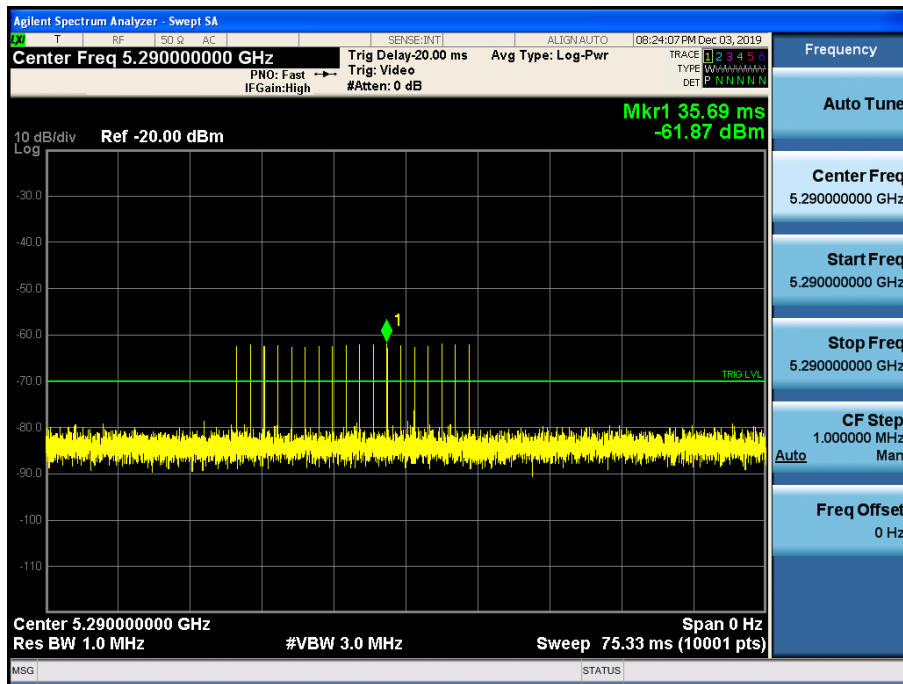 Agilent Spectrum Analyzer - Swept SA
LXI T RF 50 Ω AC SENSE:INT ALIGN AUTO 08:24:07 PM Dec 03, 2019
Center Freq 5.290000000 GHz
PNO: Fast
IFGain:High
Trig Delay-20.00 ms
Trig: Video
#Atten: 0 dB
Avg Type: Log-Pwr
TRACE 1 2 3 4 5 6
TYPE WWWWWW
DET P N N N N N
Mkr1 35.69 ms
-61.87 dBm
10 dB/div Ref -20.00 dBm
Log
-30.0
-40.0
-50.0
-60.0
-70.0
-80.0
-90.0
-100
-110
1
TRIG LVL
Center 5.290000000 GHz Span 0 Hz
Res BW 1.0 MHz #VBW 3.0 MHz Sweep 75.33 ms (10001 pts)
MSG STATUS
Frequency
Auto Tune
Center Freq
5.290000000 GHz
Start Freq
5.290000000 GHz
Stop Freq
5.290000000 GHz
CF Step
1.000000 MHz
Auto Man
Freq Offset
0 Hz